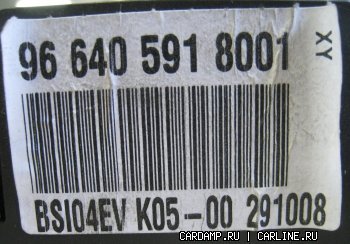 96 640 591 8001
XY
BSI04EV K05-00 291008
CARDAMP.RU | CARLINE.RU